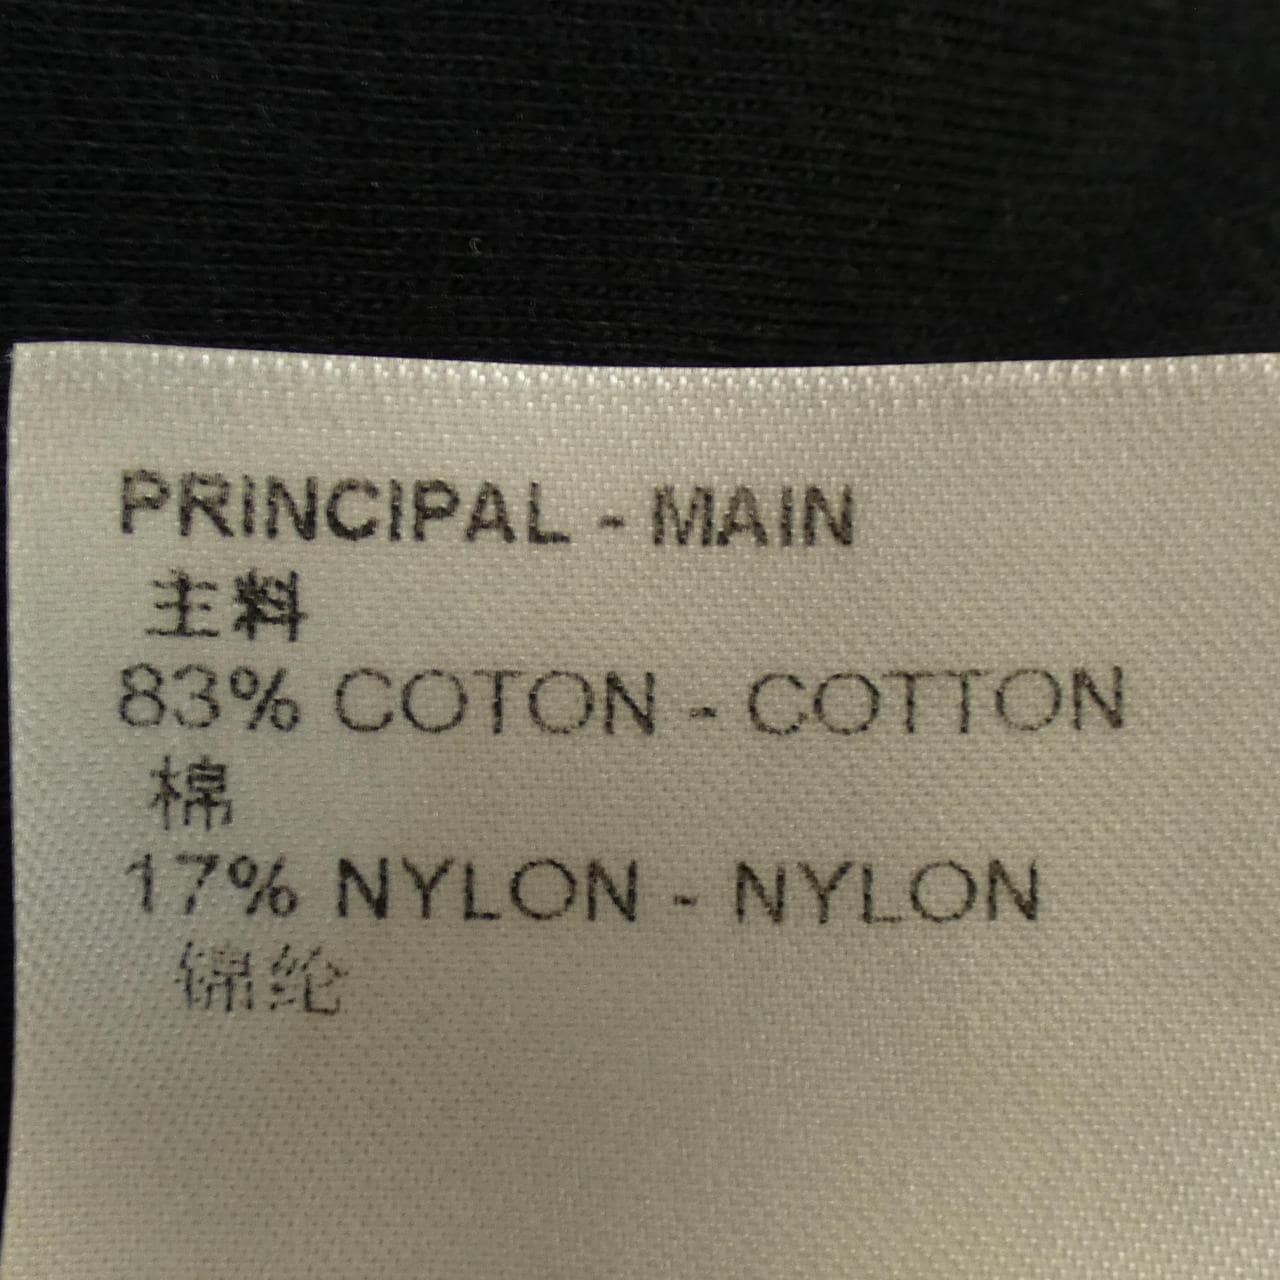 PRINCIPAL - MAIN
主料
83% COTON - COTTON
棉
17% NYLON - NYLON
锦纶